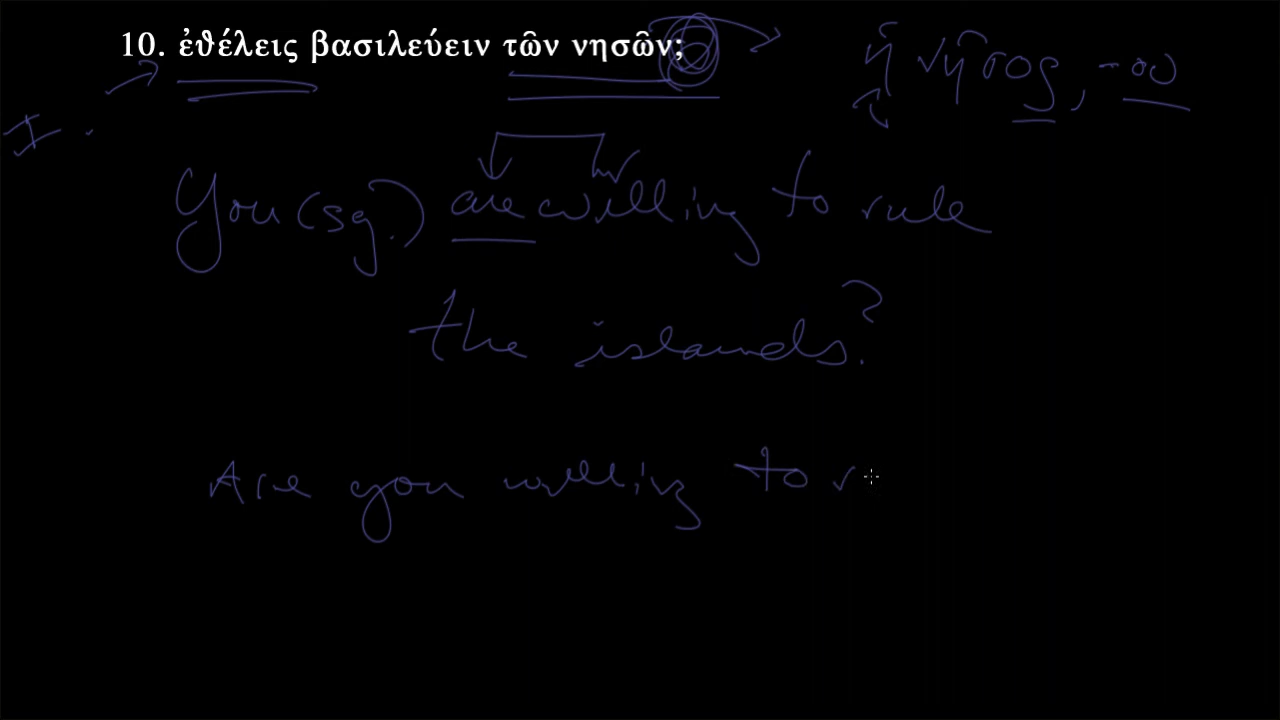 10. ἐθέλεις βασιλεύειν τῶν νησῶν;
ἡ νῆσος, -ου
You (sg.) are willing to rule
the islands?
Are you willing to r